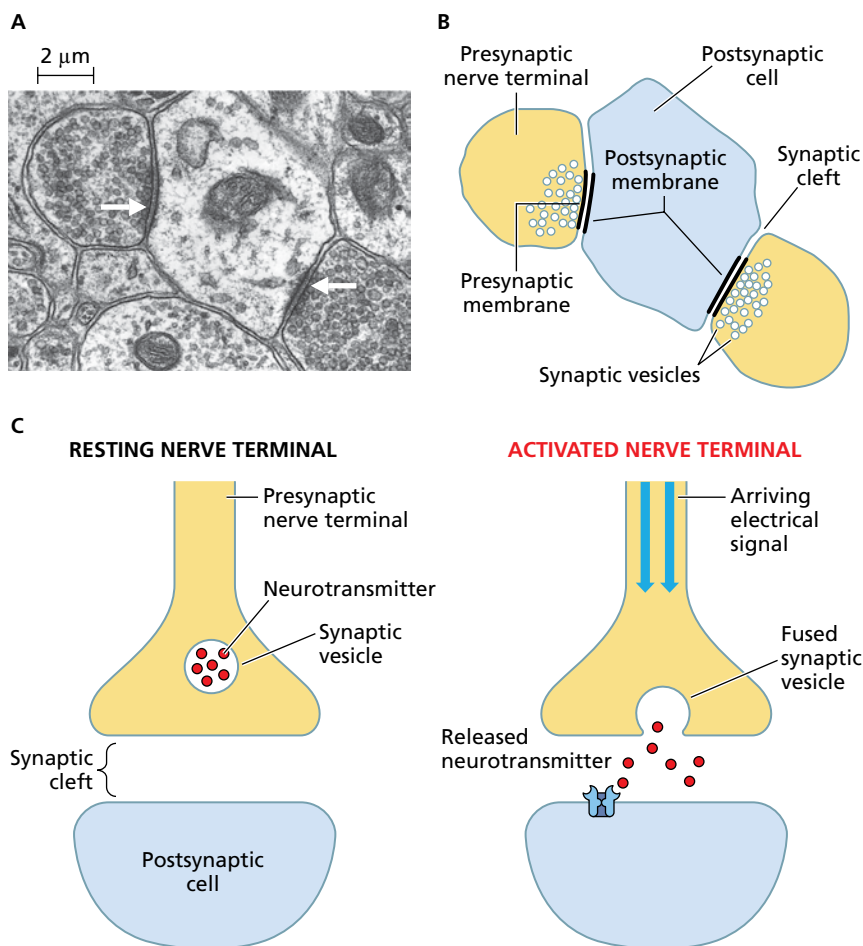 A
2 μm
B
Presynaptic
nerve terminal
Postsynaptic
cell
Postsynaptic
membrane
Synaptic
cleft
Presynaptic
membrane
Synaptic vesicles
C
RESTING NERVE TERMINAL
Presynaptic
nerve terminal
Neurotransmitter
Synaptic
vesicle
Synaptic
cleft
Postsynaptic
cell
ACTIVATED NERVE TERMINAL
Arriving
electrical
signal
Fused
synaptic
vesicle
Released
neurotransmitter